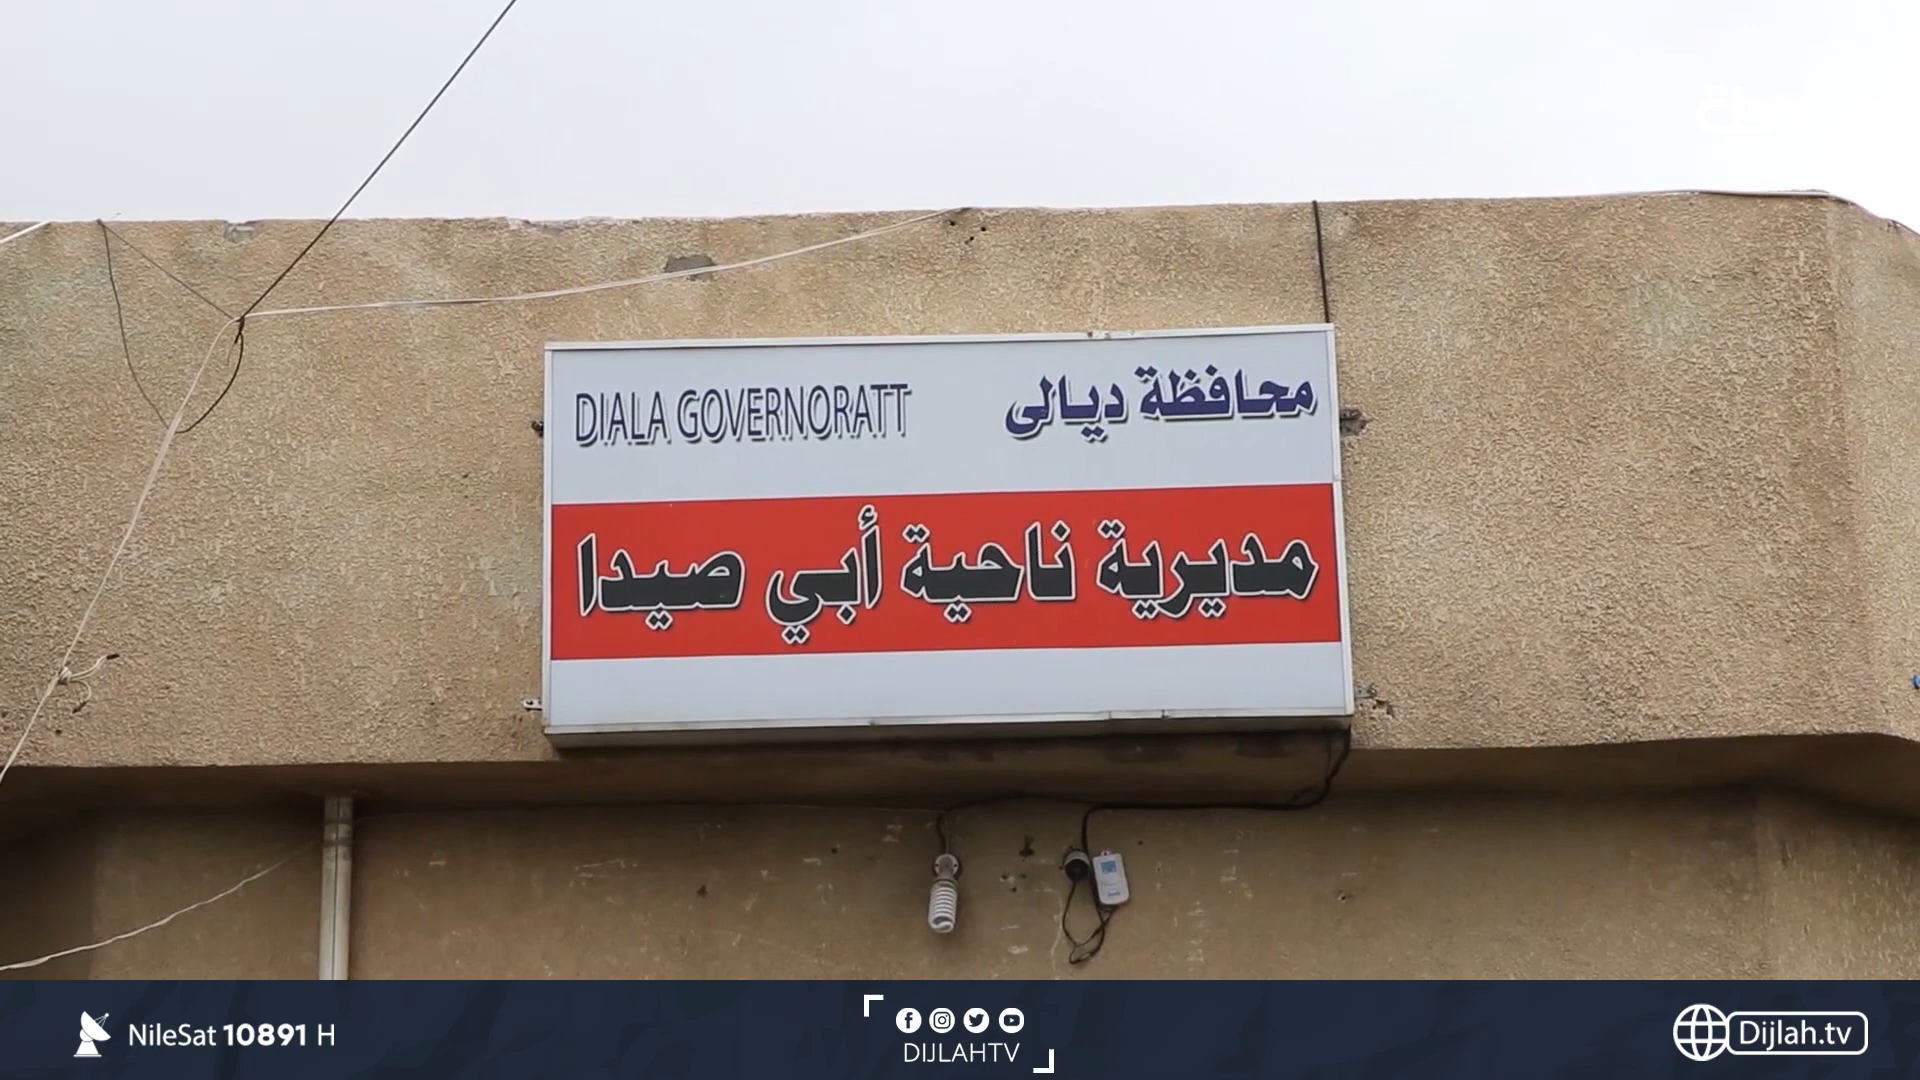 محافظة ديالى
DIALA GOVERNORATT
مديرية ناحية أبي صيدا
NileSat 10891 H
DIJLAHTV
Dijlah.tv